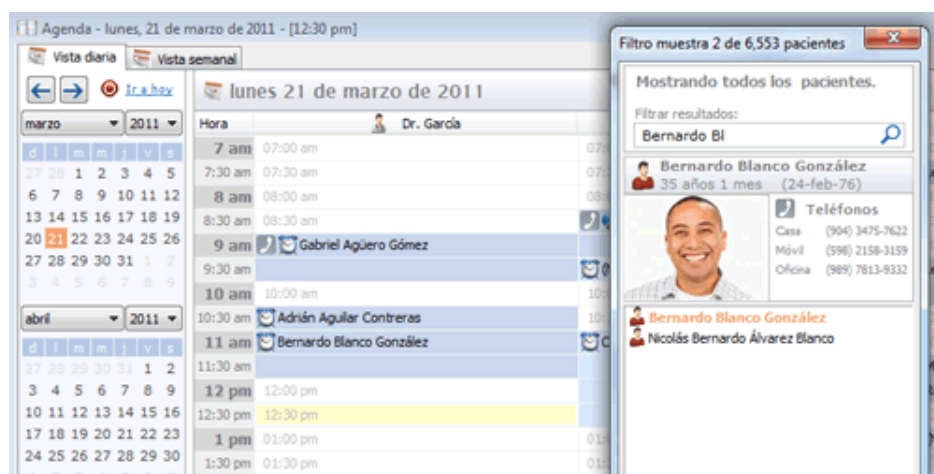 Agenda - lunes, 21 de marzo de 2011 - [12:30 pm]
Vista diaria
Vista semanal
Ir a hoy
marzo
2011
d l m m j v s
27 28 1 2 3 4 5
6 7 8 9 10 11 12
13 14 15 16 17 18 19
20 21 22 23 24 25 26
27 28 29 30 31 1 2
3 4 5 6 7 8 9
abril
2011
d l m m j v s
27 28 29 30 31 1 2
3 4 5 6 7 8 9
10 11 12 13 14 15 16
17 18 19 20 21 22 23
24 25 26 27 28 29 30
lunes 21 de marzo de 2011
Hora
Dr. García
7 am 07:00 am
7:30 am 07:30 am
8 am 08:00 am
8:30 am 08:30 am
9 am Gabriel Agüero Gómez
9:30 am
10 am 10:00 am
10:30 am Adrián Aguilar Contreras
11 am Bernardo Blanco González
11:30 am
12 pm 12:00 pm
12:30 pm 12:30 pm
1 pm 01:00 pm
1:30 pm 01:30 pm
Filtro muestra 2 de 6,553 pacientes
Mostrando todos los pacientes.
Filtrar resultados:
Bernardo Bl
Bernardo Blanco González
35 años 1 mes (24-feb-76)
Teléfonos
Casa (904) 3475-7622
Móvil (598) 2158-3159
Oficina (989) 7813-9332
Bernardo Blanco González
Nicolás Bernardo Álvarez Blanco